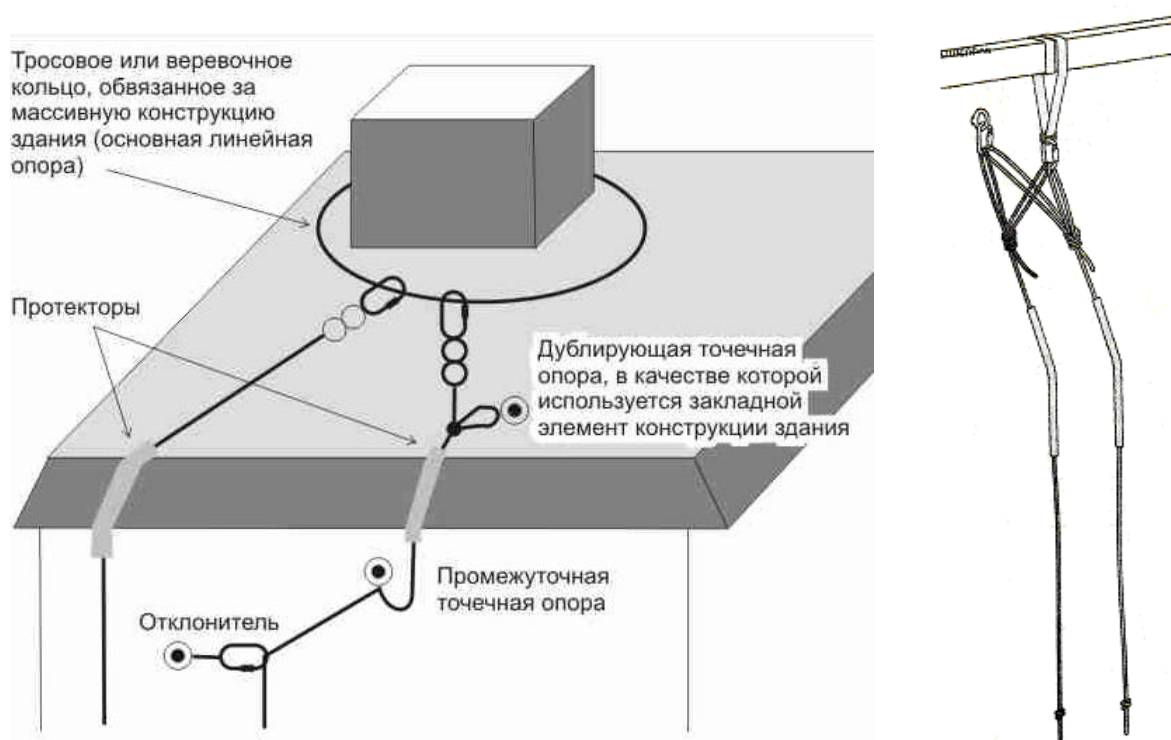 Тросовое или веревочное
кольцо, обвязанное за
массивную конструкцию
здания (основная линейная
опора)
Протекторы
Дублирующая точечная
опора, в качестве которой
используется закладной
элемент конструкции здания
Промежуточная
точечная опора
Отклонитель